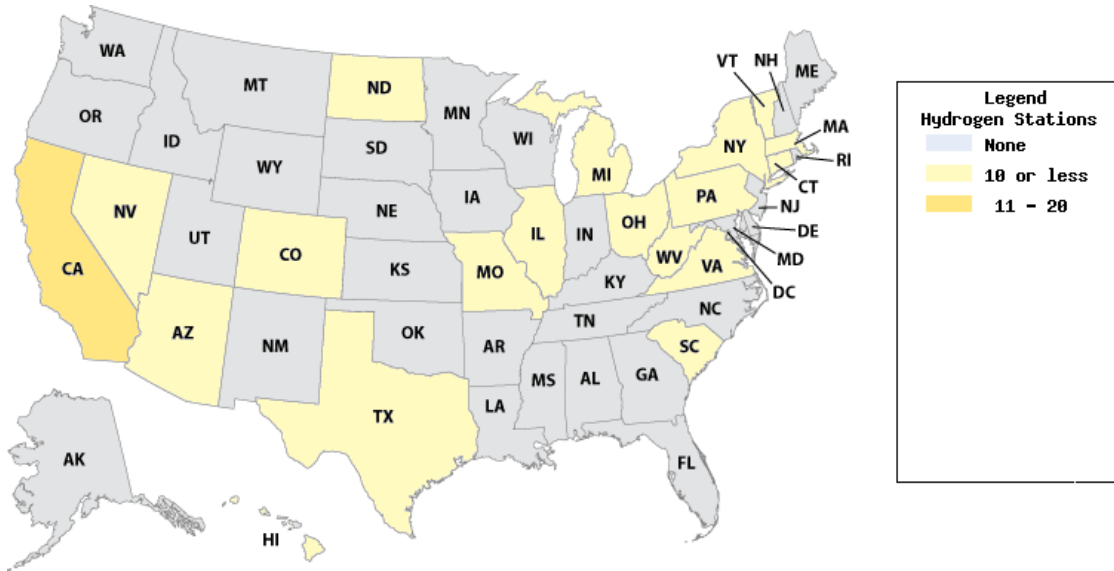 WA
MT
ND
MN
VT
NH
ME
OR
ID
SD
WI
NY
MA
WY
MI
RI
IA
PA
CT
NV
NE
IL
IN
OH
NJ
UT
CO
DE
CA
KS
MO
WV
VA
MD
KY
DC
AZ
NM
OK
TN
NC
AR
SC
MS
AL
GA
TX
LA
AK
FL
HI
Legend
Hydrogen Stations
None
10 or less
11 - 20